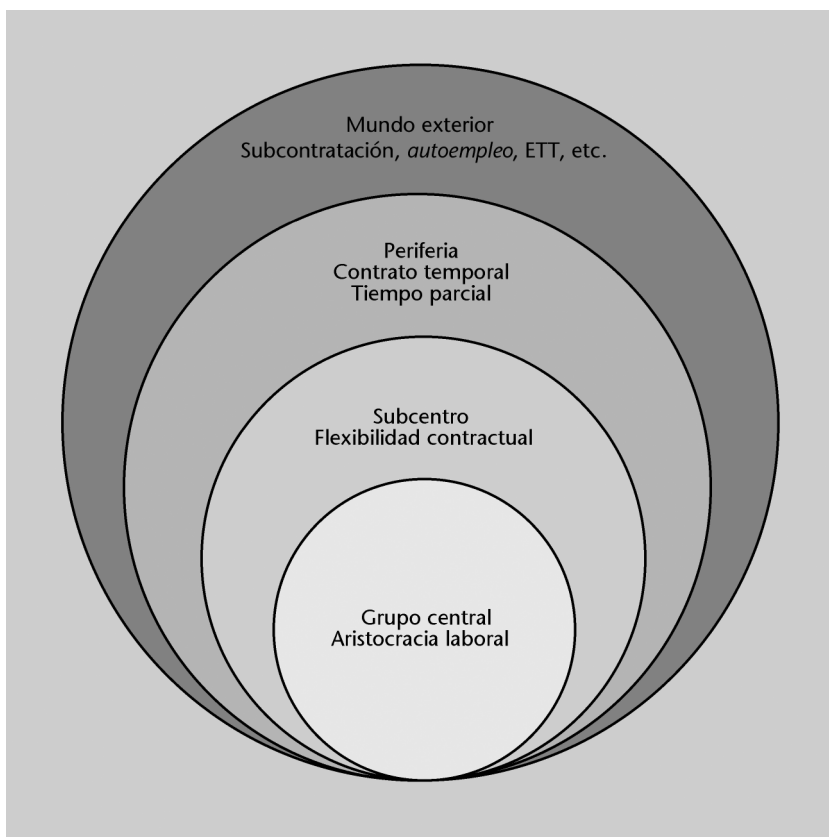 Mundo exterior
Subcontratación, autoempleo, ETT, etc.
Periferia
Contrato temporal
Tiempo parcial
Subcentro
Flexibilidad contractual
Grupo central
Aristocracia laboral